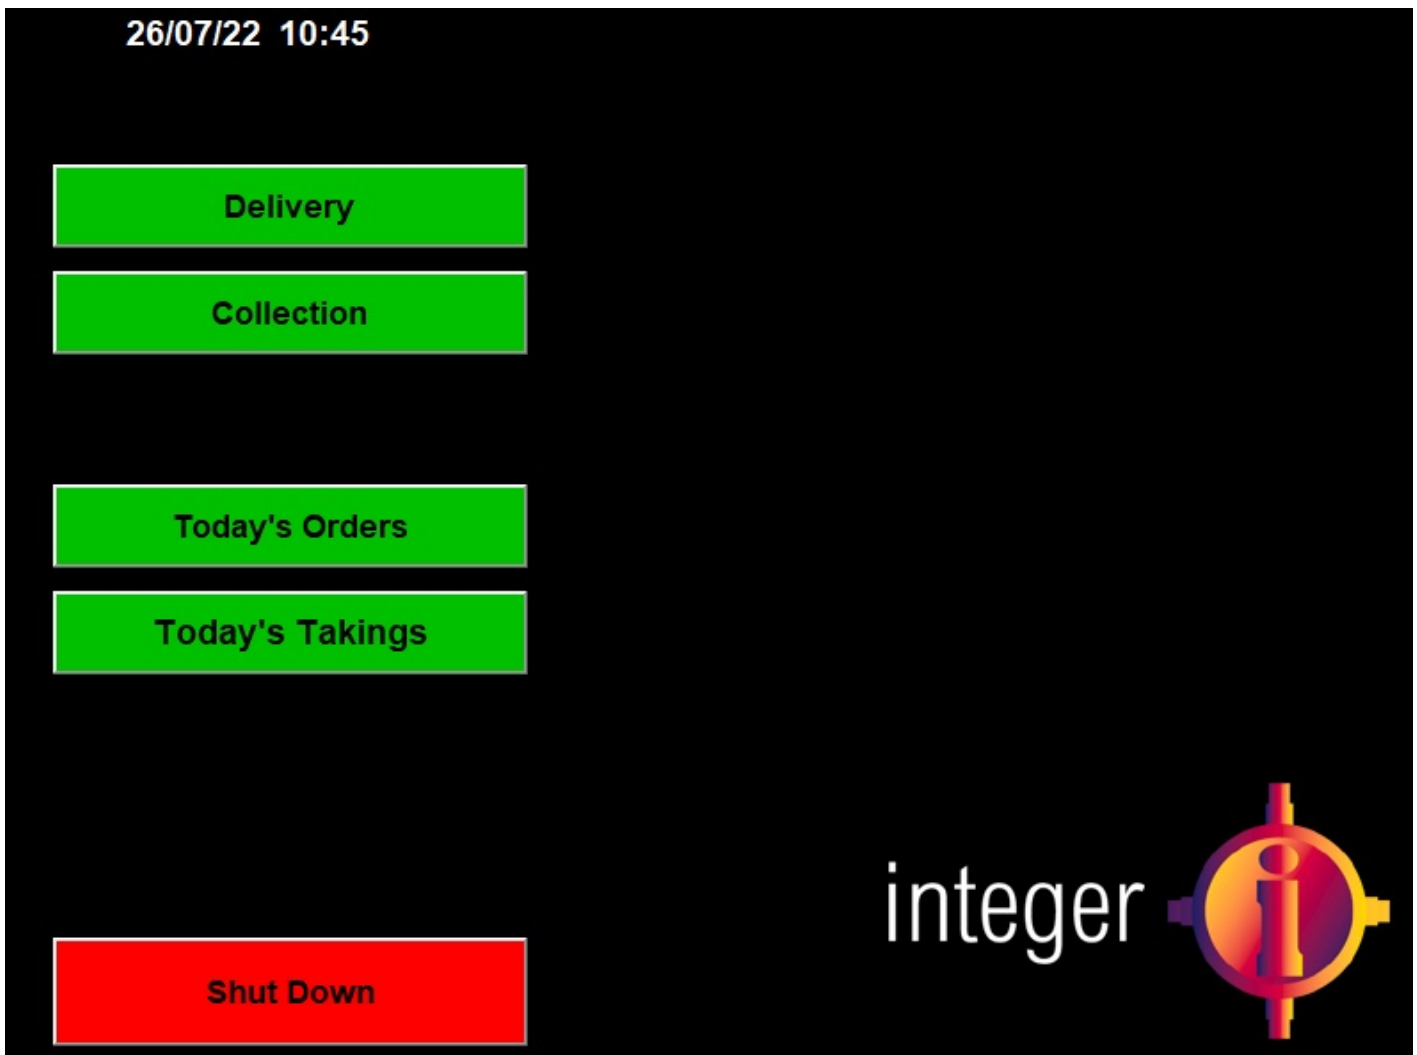 26/07/22 10:45
Delivery
Collection
Today's Orders
Today's Takings
integer i
Shut Down